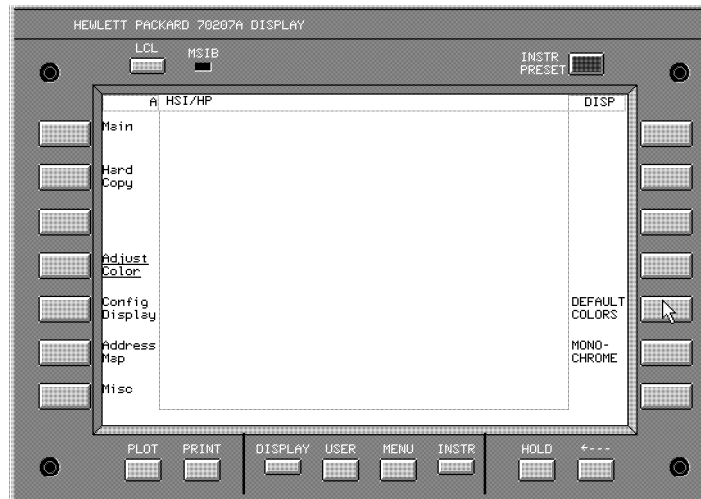 HEWLETT PACKARD 70207A DISPLAY
LCL
MSIB
INSTR
PRESET
A HSI/HP
DISP
Main
Hard
Copy
Adjust
Color
Config
Display
DEFAULT
COLORS
Address
Map
MONO-
CHROME
Misc
PLOT PRINT DISPLAY USER MENU INSTR HOLD ←---